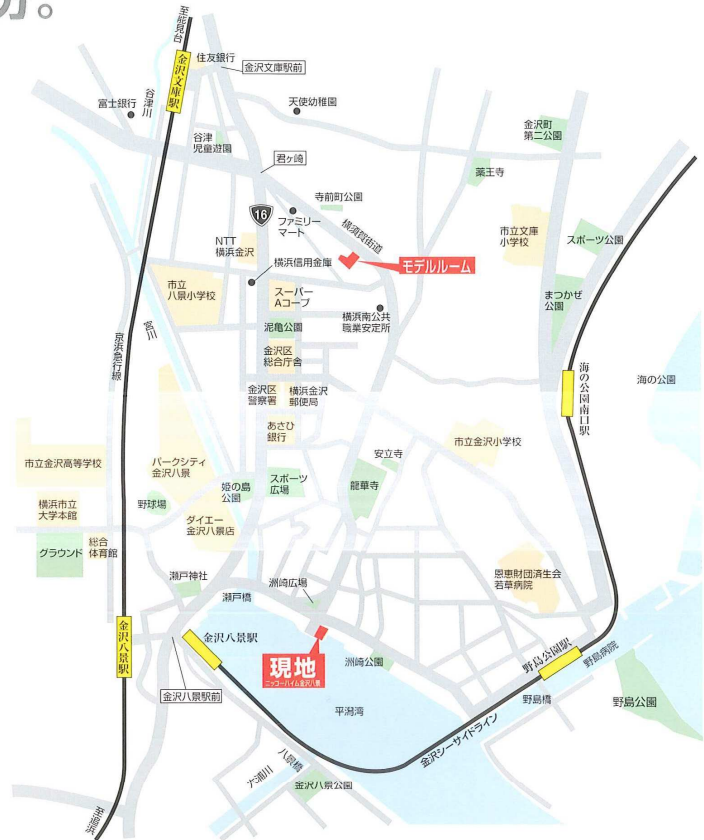 切。
至能見台
金沢文庫駅
住友銀行
金沢文庫駅前
富士銀行
谷津川
天使幼稚園
谷津
児童遊園
金沢町
第二公園
君ヶ崎
薬王寺
寺前町公園
16
ファミリー
マート
横須賀街道
市立文庫
小学校
スポーツ公園
NTT
横浜金沢
横浜信用金庫
モデルルーム
市立
八景小学校
スーパー
Aコープ
まつかぜ
公園
泥亀公園
横浜南公共
職業安定所
宮川
京浜急行線
金沢区
総合庁舎
海の公園南口駅
海の公園
金沢区
警察署
横浜金沢
郵便局
あさひ
銀行
市立金沢小学校
安立寺
市立金沢高等学校
パークシティ
金沢八景
姫の島
公園
スポーツ
広場
龍華寺
横浜市立
大学本館
野球場
ダイエー
金沢八景店
グラウンド
総合
体育館
瀬戸神社
洲崎広場
恩恵財団済生会
若草病院
瀬戸橋
金沢八景駅
金沢八景駅
現地
ニッコーハイム金沢八景
洲崎公園
野島公園駅
野島病院
金沢八景駅前
平潟湾
野島橋
野島公園
金沢シーサイドライン
八景橋
六浦川
金沢八景公園
至追浜